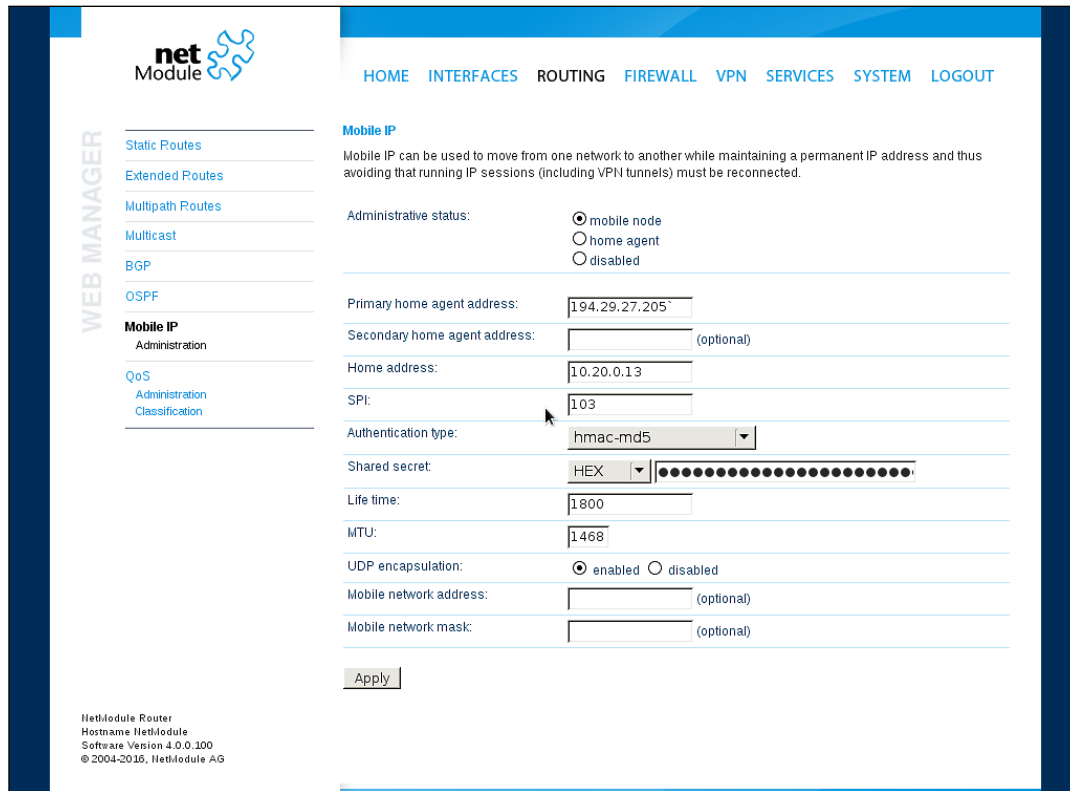 net
Module
HOME INTERFACES ROUTING FIREWALL VPN SERVICES SYSTEM LOGOUT
WEB MANAGER
Static Routes
Extended Routes
Multipath Routes
Multicast
BGP
OSPF
Mobile IP
Administration
QoS
Administration
Classification
Mobile IP
Mobile IP can be used to move from one network to another while maintaining a permanent IP address and thus
avoiding that running IP sessions (including VPN tunnels) must be reconnected.
Administrative status:
mobile node
home agent
disabled
Primary home agent address: 194.29.27.205`
Secondary home agent address: (optional)
Home address: 10.20.0.13
SPI: 103
Authentication type: hmac-md5
Shared secret: HEX ●●●●●●●●●●●●●●●●●●●●●●
Life time: 1800
MTU: 1468
UDP encapsulation: enabled disabled
Mobile network address: (optional)
Mobile network mask: (optional)
Apply
NetModule Router
Hostname NetModule
Software Version 4.0.0.100
© 2004-2016, NetModule AG